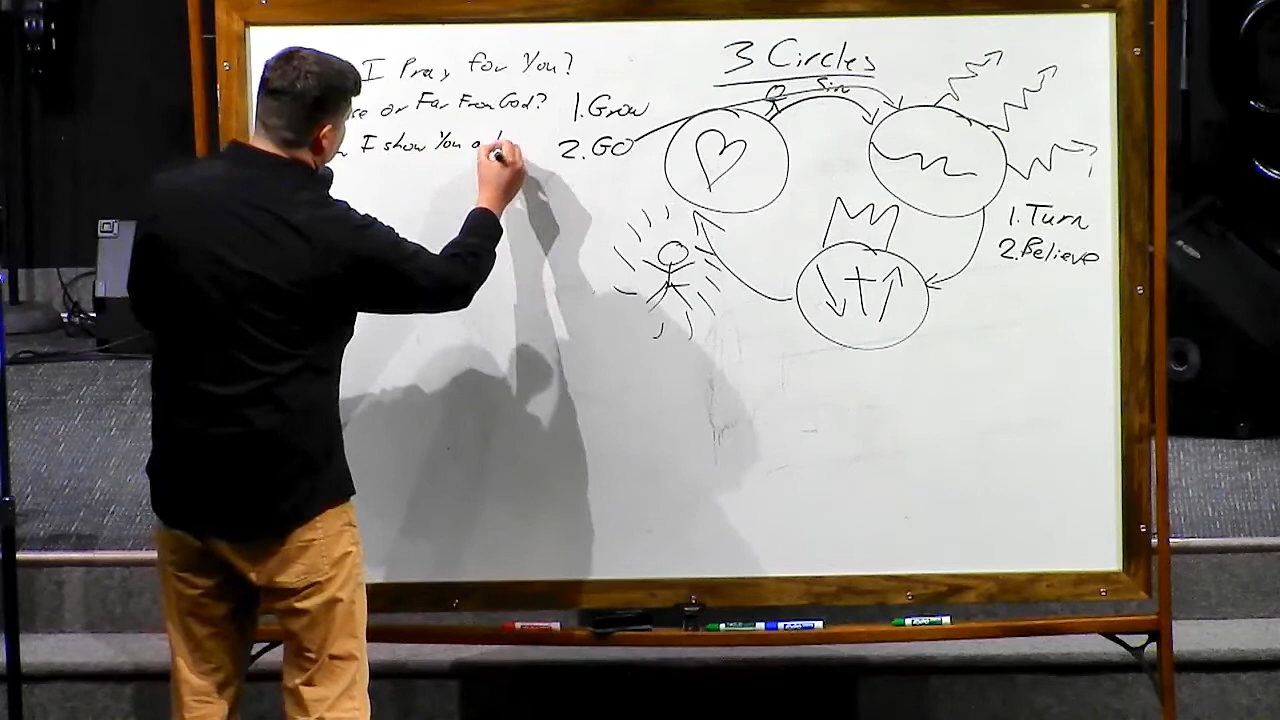 I Pray for You?
or Far From God?
I show You
1. Grow
2. GO
3 Circles
Sin
1. Turn
2. Believe